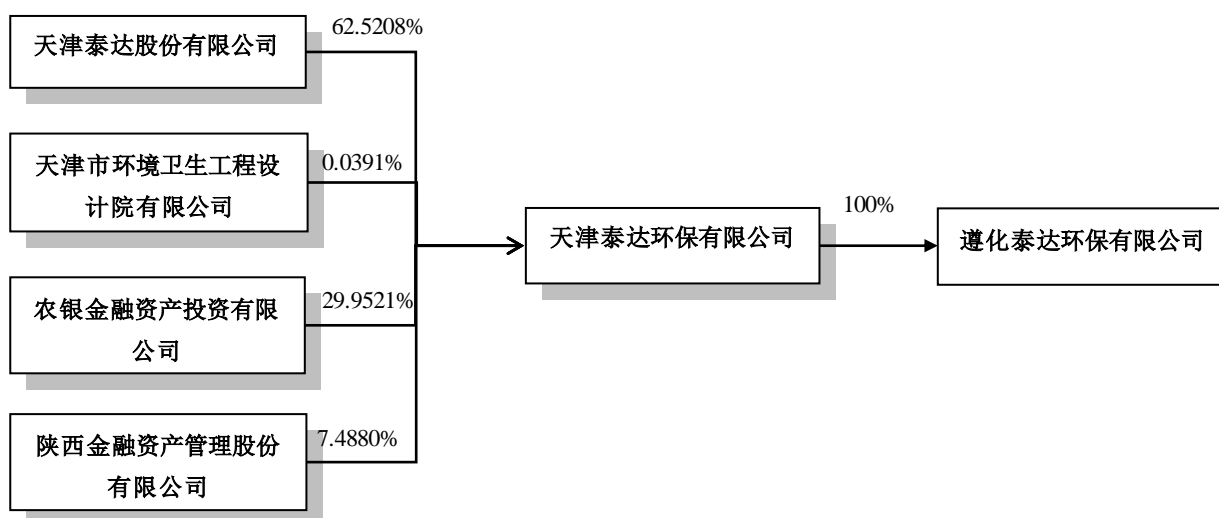 天津泰达股份有限公司
62.5208%
天津市环境卫生工程设
计院有限公司
0.0391%
农银金融资产投资有限
公司
29.9521%
陕西金融资产管理股份
有限公司
7.4880%
天津泰达环保有限公司
100%
遵化泰达环保有限公司